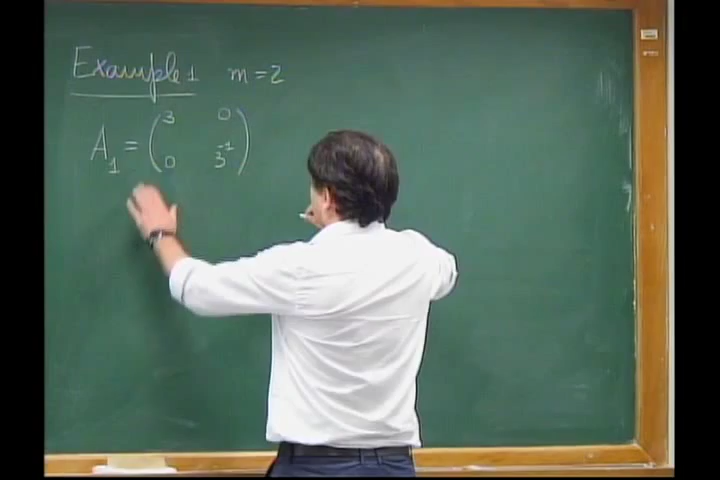 Example 1 m = 2
A₁ = ( 3 0
0 3⁻¹ )